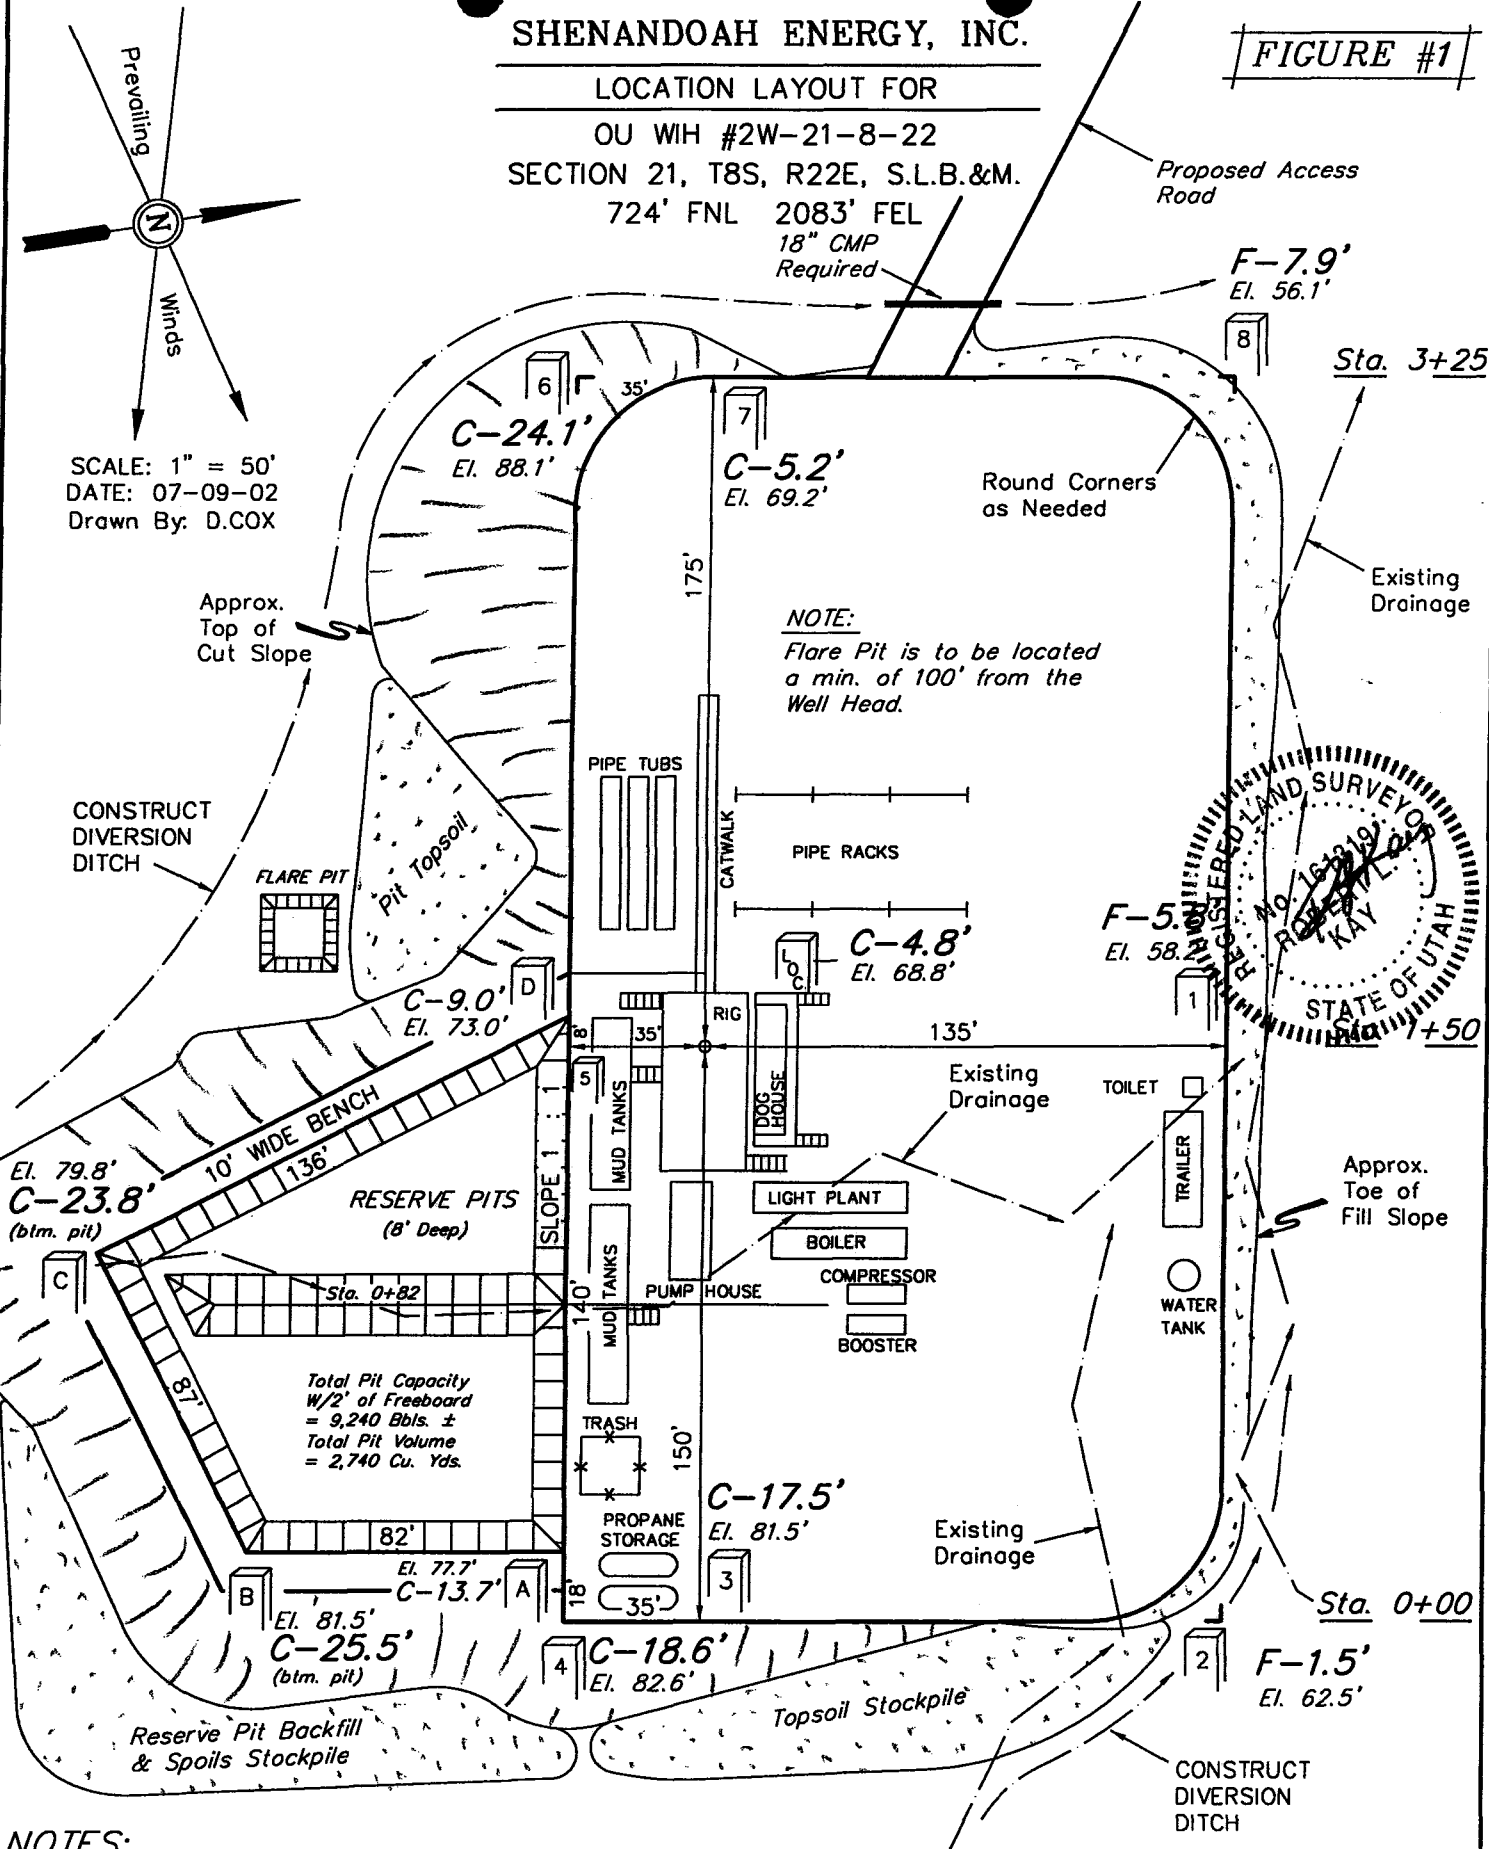 SHENANDOAH ENERGY, INC.
FIGURE #1
LOCATION LAYOUT FOR
OU WIH #2W-21-8-22
SECTION 21, T8S, R22E, S.L.B.&M.
724' FNL 2083' FEL
Prevailing
N
Winds
SCALE: 1" = 50'
DATE: 07-09-02
Drawn By: D.COX
Proposed Access
Road
18" CMP
Required
F-7.9'
El. 56.1'
8
Sta. 3+25
6
35'
C-24.1'
El. 88.1'
7
C-5.2'
El. 69.2'
Round Corners
as Needed
175'
Existing
Drainage
Approx.
Top of
Cut Slope
NOTE:
Flare Pit is to be located
a min. of 100' from the
Well Head.
PIPE TUBS
CATWALK
PIPE RACKS
CONSTRUCT
DIVERSION
DITCH
FLARE PIT
Pit Topsoil
REGISTERED LAND SURVEYOR
No. 161319
ROBERT L.
KAY
STATE OF UTAH
F-5.8'
El. 58.2'
1
Sta. 1+50
LOC
C-4.8'
El. 68.8'
D
C-9.0'
El. 73.0'
RIG
8'
35'
135'
5
MUD TANKS
DOG
HOUSE
Existing
Drainage
TOILET
TRAILER
10' WIDE BENCH
136'
SLOPE 1 : 1
El. 79.8'
C-23.8'
(btm. pit)
C
RESERVE PITS
(8' Deep)
LIGHT PLANT
BOILER
COMPRESSOR
BOOSTER
PUMP HOUSE
Approx.
Toe of
Fill Slope
WATER
TANK
Sta. 0+82
140'
MUD TANKS
87'
Total Pit Capacity
W/2' of Freeboard
= 9,240 Bbls. ±
Total Pit Volume
= 2,740 Cu. Yds.
TRASH
150'
PROPANE
STORAGE
35'
C-17.5'
El. 81.5'
3
Existing
Drainage
82'
El. 77.7'
C-13.7'
A
18'
B
El. 81.5'
C-25.5'
(btm. pit)
Sta. 0+00
4
C-18.6'
El. 82.6'
2
F-1.5'
El. 62.5'
Topsoil Stockpile
Reserve Pit Backfill
& Spoils Stockpile
CONSTRUCT
DIVERSION
DITCH
NOTES: